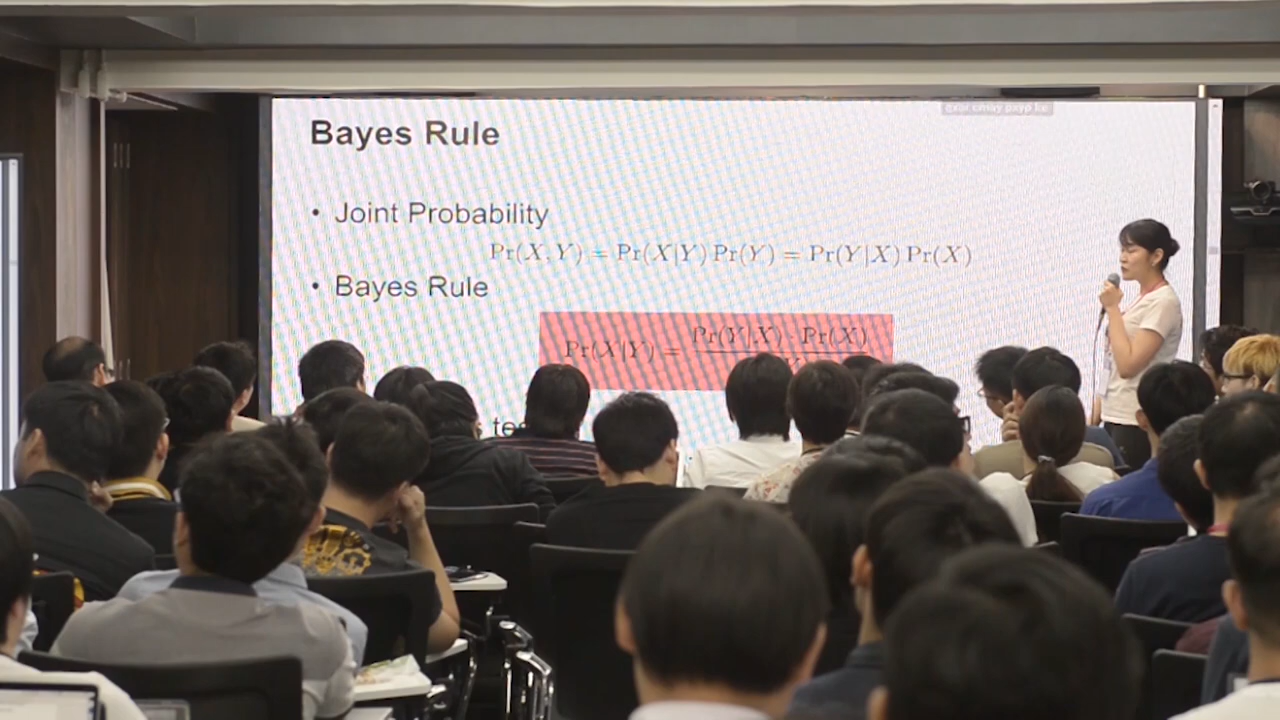 Bayes Rule
• Joint Probability
Pr(X, Y) = Pr(X|Y) Pr(Y) = Pr(Y|X) Pr(X)
• Bayes Rule
Pr(X|Y) = Pr(Y|X) · Pr(X)